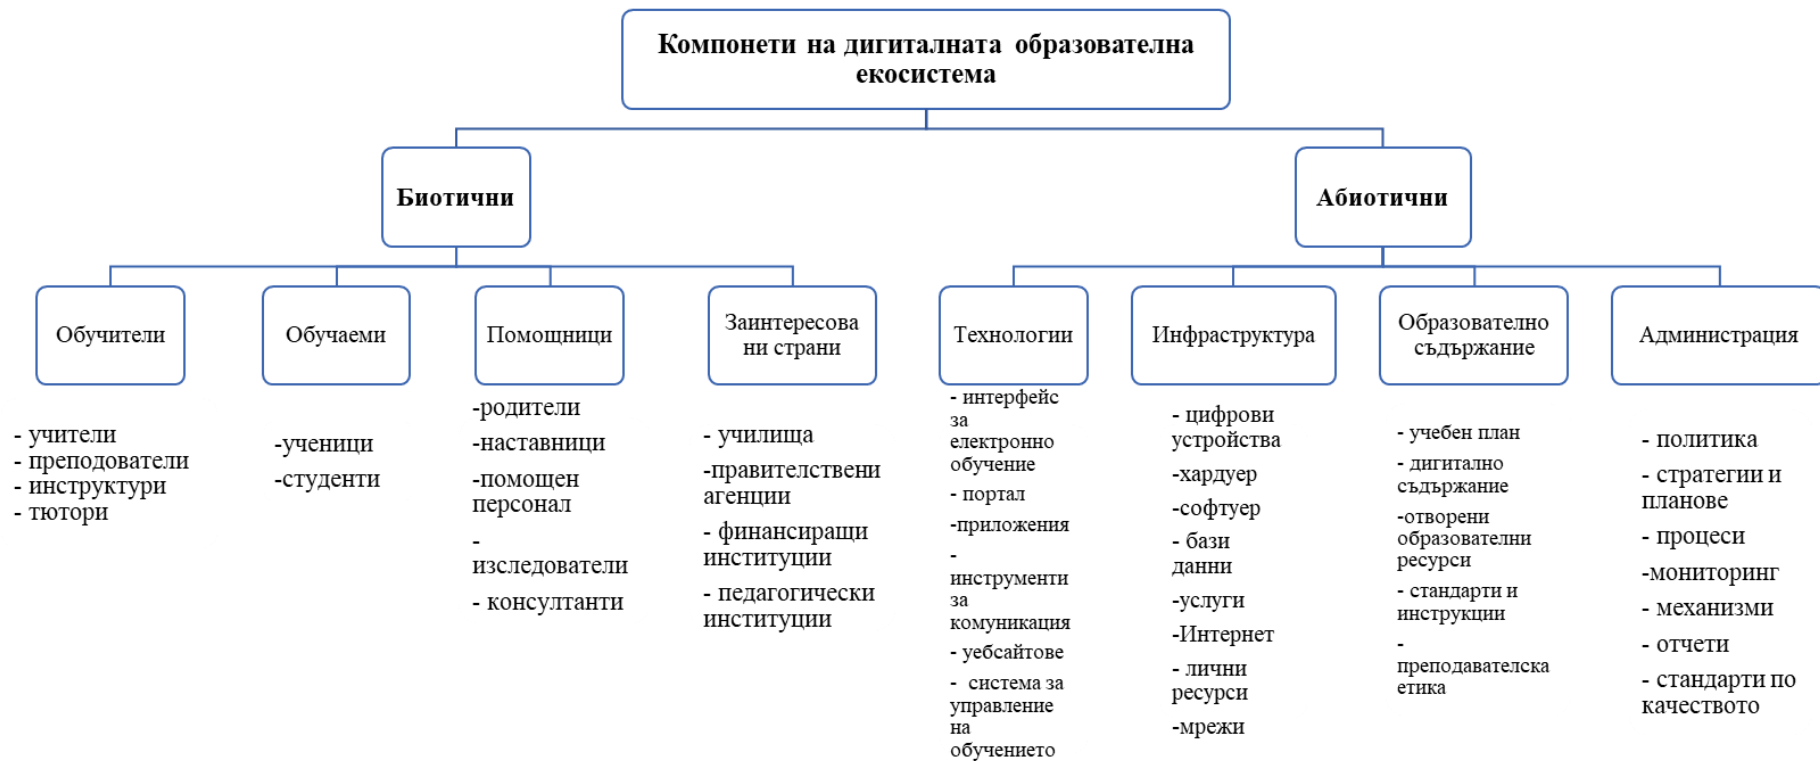 Компонети на дигиталната образователна
екосистема
Биотични
Абиотични
Обучители
Обучаеми
Помощници
Заинтересова
ни страни
Технологии
Инфраструктура
Образователно
съдържание
Администрация
- учители
- преподователи
- инструктури
- тютори
-ученици
-студенти
-родители
-наставници
-помощен
персонал
-
изследователи
- консултанти
- училища
-правителствени
агенции
- финансиращи
институции
- педагогически
институции
- интерфейс
за
електронно
обучение
- портал
-приложения
-
инструменти
за
комуникация
- уебсайтове
- система за
управление
на
обучението
- цифрови
устройства
-хардуер
-софтуер
- бази
данни
-услуги
-Интернет
- лични
ресурси
-мрежи
- учебен план
- дигитално
съдържание
-отворени
образователни
ресурси
- стандарти и
инструкции
-
преподавателска
етика
- политика
- стратегии и
планове
- процеси
-мониторинг
- механизми
- отчети
- стандарти по
качеството